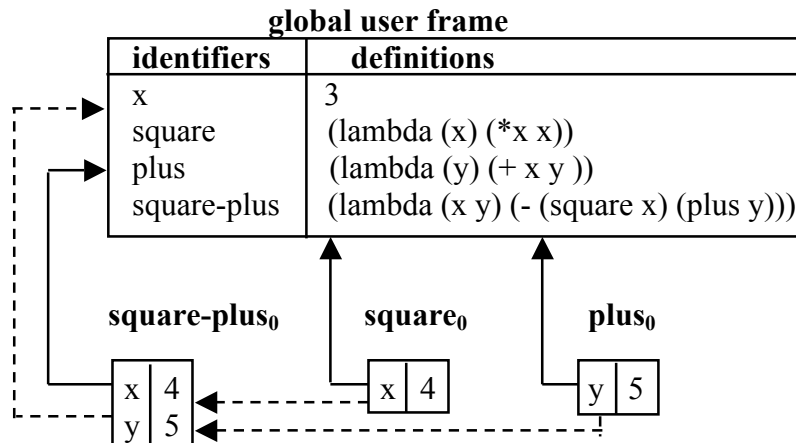 global user frame
identifiers definitions
x 3
square (lambda (x) (*x x))
plus (lambda (y) (+ x y ))
square-plus (lambda (x y) (- (square x) (plus y)))
square-plus₀ square₀ plus₀
x 4 x 4 y 5
y 5